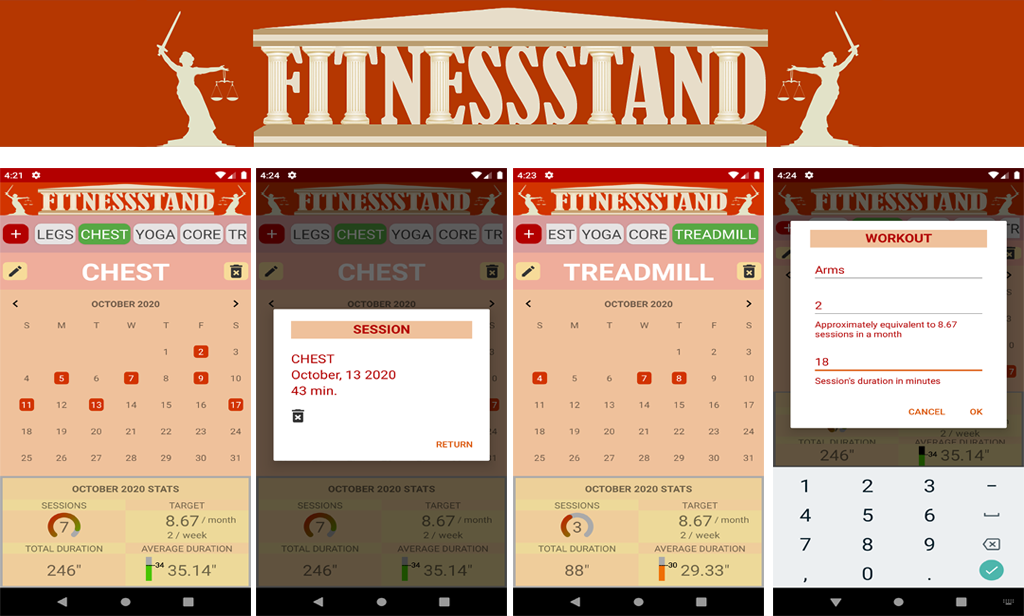 FITNESSSTAND
4:21
FITNESSSTAND
+ LEGS CHEST YOGA CORE TR
CHEST
OCTOBER 2020
S M T W T F S
1 2 3
4 5 6 7 8 9 10
11 12 13 14 15 16 17
18 19 20 21 22 23 24
25 26 27 28 29 30 31
OCTOBER 2020 STATS
SESSIONS TARGET
7 8.67 / month
2 / week
TOTAL DURATION AVERAGE DURATION
246" 34 35.14"
4:24
FITNESSSTAND
+ LEGS CHEST YOGA CORE TR
CHEST
OCTOBER 2020
SESSION
CHEST
October, 13 2020
43 min.
RETURN
17
OCTOBER 2020 STATS
SESSIONS TARGET
7 8.67 / month
2 / week
TOTAL DURATION AVERAGE DURATION
246" 34 35.14"
4:23
FITNESSSTAND
+ EST YOGA CORE TREADMILL
TREADMILL
OCTOBER 2020
S M T W T F S
1 2 3
4 5 6 7 8 9 10
11 12 13 14 15 16 17
18 19 20 21 22 23 24
25 26 27 28 29 30 31
OCTOBER 2020 STATS
SESSIONS TARGET
3 8.67 / month
2 / week
TOTAL DURATION AVERAGE DURATION
88" 30 29.33"
4:24
FITNESSSTAND
WORKOUT
Arms
2
Approximately equivalent to 8.67
sessions in a month
18
Session's duration in minutes
CANCEL OK
2 / week
TOTAL DURATION AVERAGE DURATION
246" 34 35.14"
1 2 3 –
4 5 6
7 8 9
, 0 .